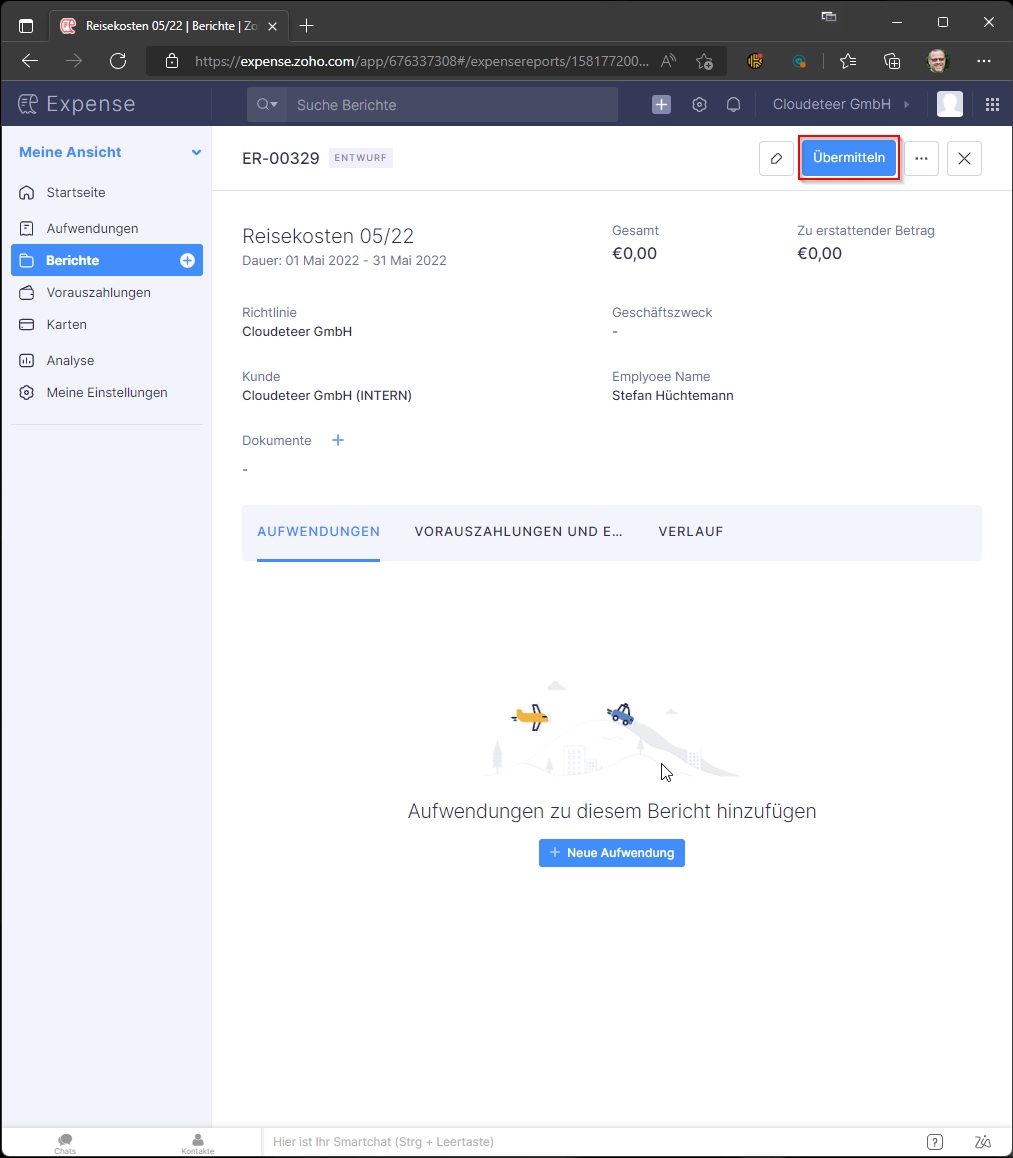 Reisekosten 05/22 | Berichte | Zo
https://expense.zoho.com/app/676337308#/expensereports/158177200...
Expense
Suche Berichte
Cloudeteer GmbH
Meine Ansicht
Startseite
Aufwendungen
Berichte
Vorauszahlungen
Karten
Analyse
Meine Einstellungen
ER-00329 ENTWURF
Übermitteln
Reisekosten 05/22
Dauer: 01 Mai 2022 - 31 Mai 2022
Gesamt
€0,00
Zu erstattender Betrag
€0,00
Richtlinie
Cloudeteer GmbH
Geschäftszweck
-
Kunde
Cloudeteer GmbH (INTERN)
Emplyoee Name
Stefan Hüchtemann
Dokumente +
-
AUFWENDUNGEN VORAUSZAHLUNGEN UND E... VERLAUF
Aufwendungen zu diesem Bericht hinzufügen
+ Neue Aufwendung
Chats
Kontakte
Hier ist Ihr Smartchat (Strg + Leertaste)
?